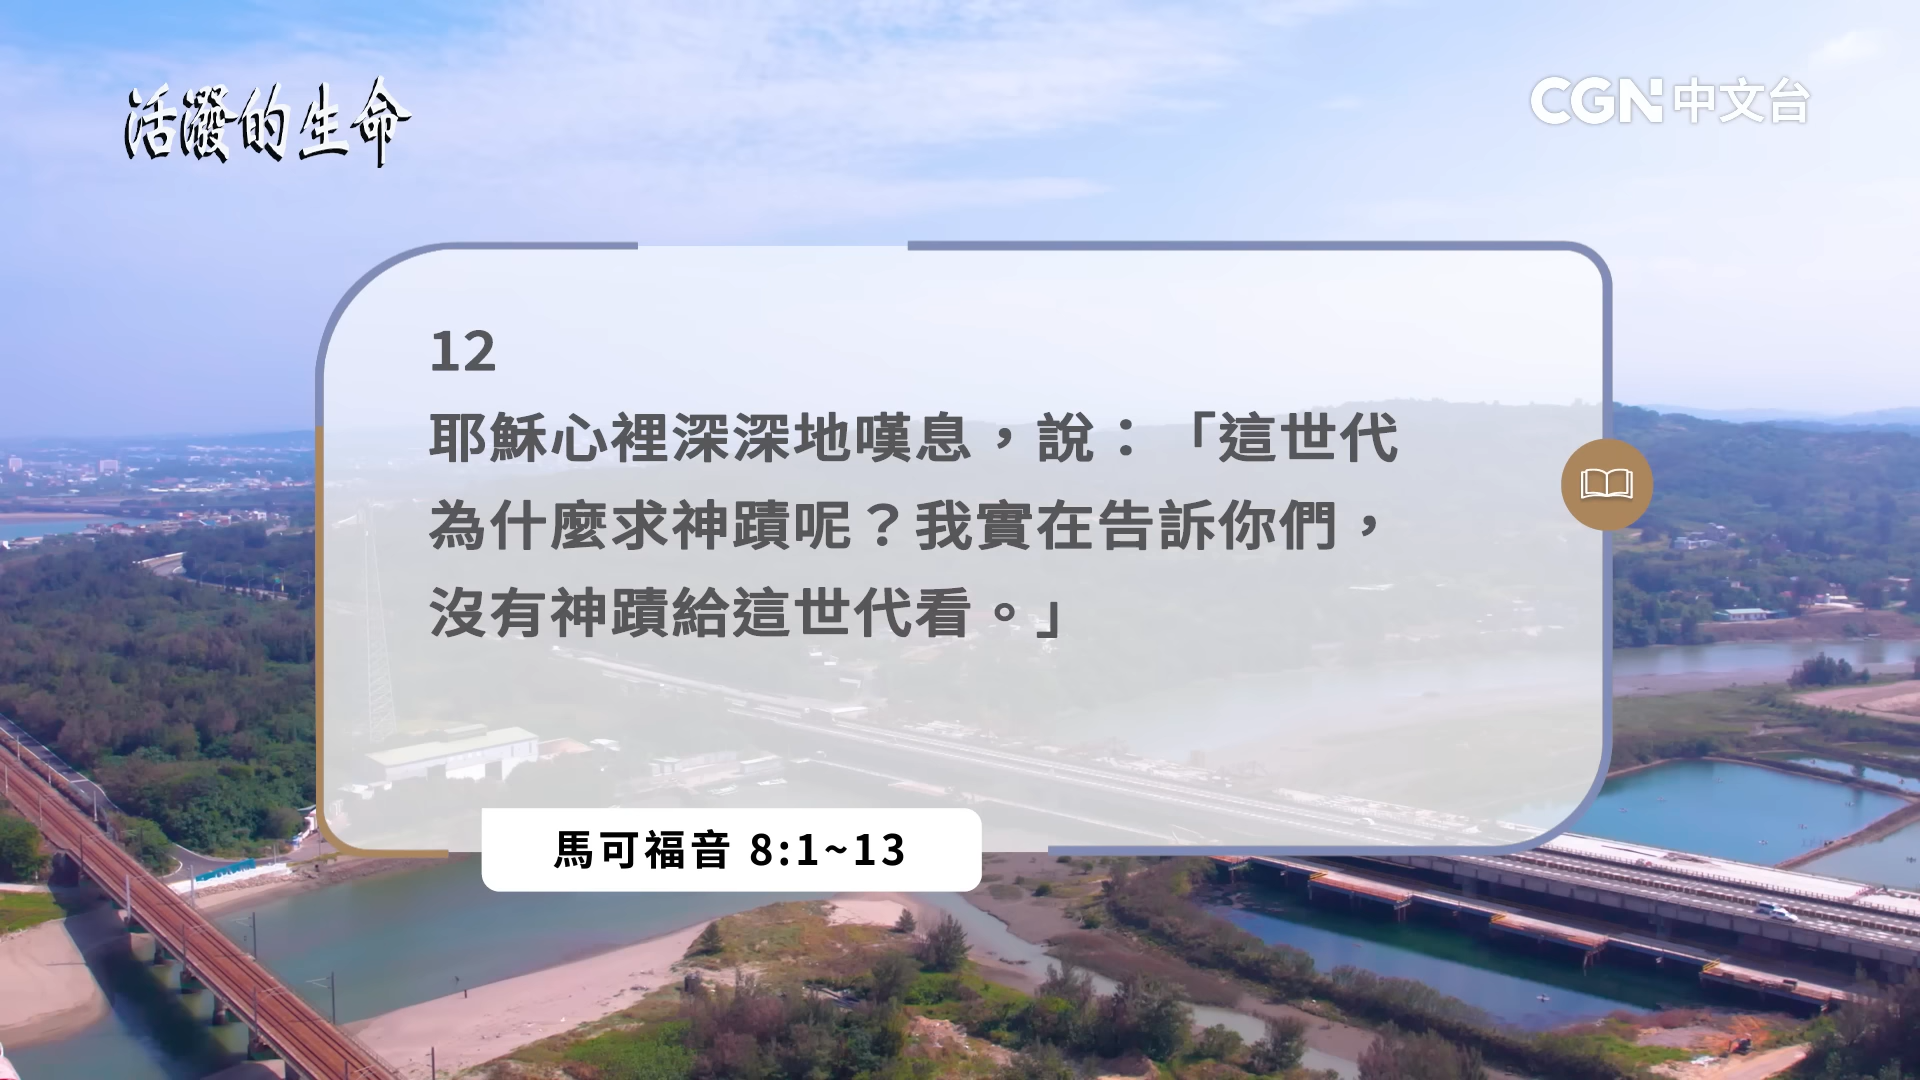 活潑的生命
CGN中文台
12
耶穌心裡深深地嘆息，說：「這世代
為什麼求神蹟呢？我實在告訴你們，
沒有神蹟給這世代看。」
馬可福音 8:1~13